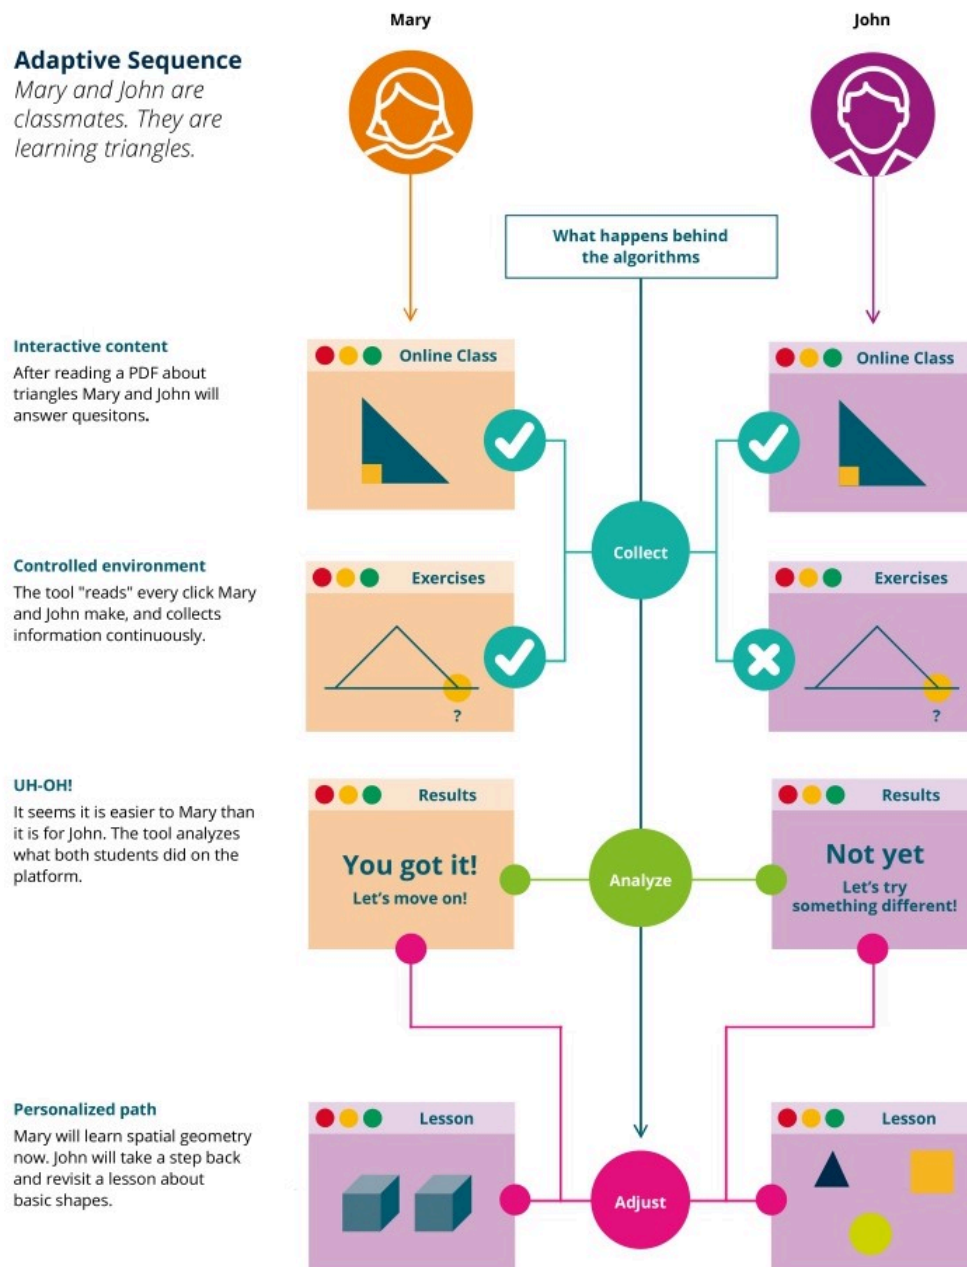 Mary
John
Adaptive Sequence
Mary and John are
classmates. They are
learning triangles.
What happens behind
the algorithms
Interactive content
After reading a PDF about
triangles Mary and John will
answer quesitons.
Online Class
Online Class
Collect
Controlled environment
The tool "reads" every click Mary
and John make, and collects
information continuously.
Exercises
?
Exercises
?
UH-OH!
It seems it is easier to Mary than
it is for John. The tool analyzes
what both students did on the
platform.
Results
You got it!
Let's move on!
Analyze
Results
Not yet
Let's try
something different!
Personalized path
Mary will learn spatial geometry
now. John will take a step back
and revisit a lesson about
basic shapes.
Lesson
Adjust
Lesson